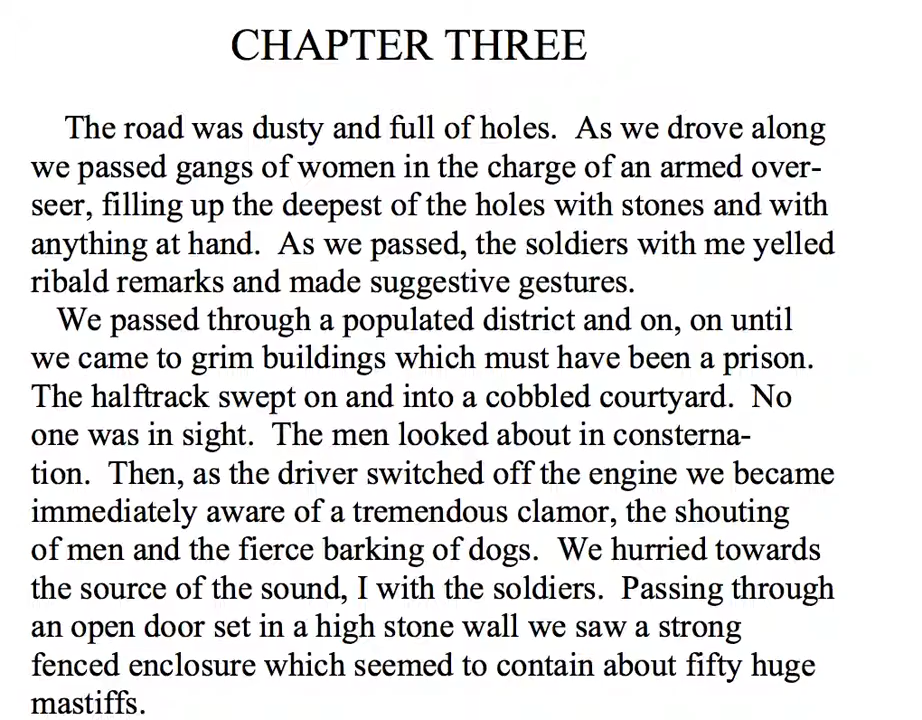 CHAPTER THREE
The road was dusty and full of holes.  As we drove along
we passed gangs of women in the charge of an armed over-
seer, filling up the deepest of the holes with stones and with
anything at hand.  As we passed, the soldiers with me yelled
ribald remarks and made suggestive gestures.
We passed through a populated district and on, on until
we came to grim buildings which must have been a prison.
The halftrack swept on and into a cobbled courtyard.  No
one was in sight.  The men looked about in consterna-
tion.  Then, as the driver switched off the engine we became
immediately aware of a tremendous clamor, the shouting
of men and the fierce barking of dogs.  We hurried towards
the source of the sound, I with the soldiers.  Passing through
an open door set in a high stone wall we saw a strong
fenced enclosure which seemed to contain about fifty huge
mastiffs.